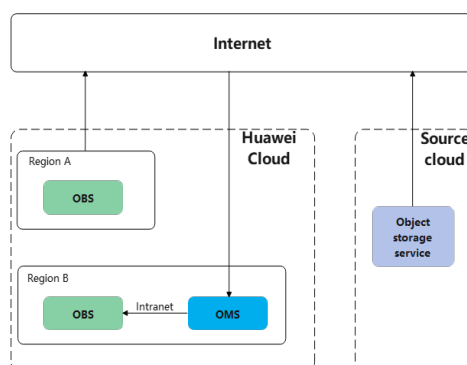 Internet
Huawei
Cloud
Source
cloud
Region A
OBS
Object
storage
service
Region B
OBS
Intranet
OMS